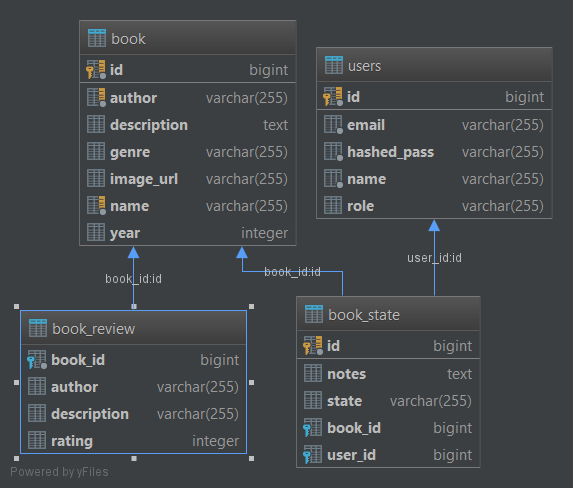 book
id bigint
author varchar(255)
description text
genre varchar(255)
image_url varchar(255)
name varchar(255)
year integer
users
id bigint
email varchar(255)
hashed_pass varchar(255)
name varchar(255)
role varchar(255)
book_id:id
book_id:id
user_id:id
book_review
book_id bigint
author varchar(255)
description varchar(255)
rating integer
book_state
id bigint
notes text
state varchar(255)
book_id bigint
user_id bigint
Powered by yFiles